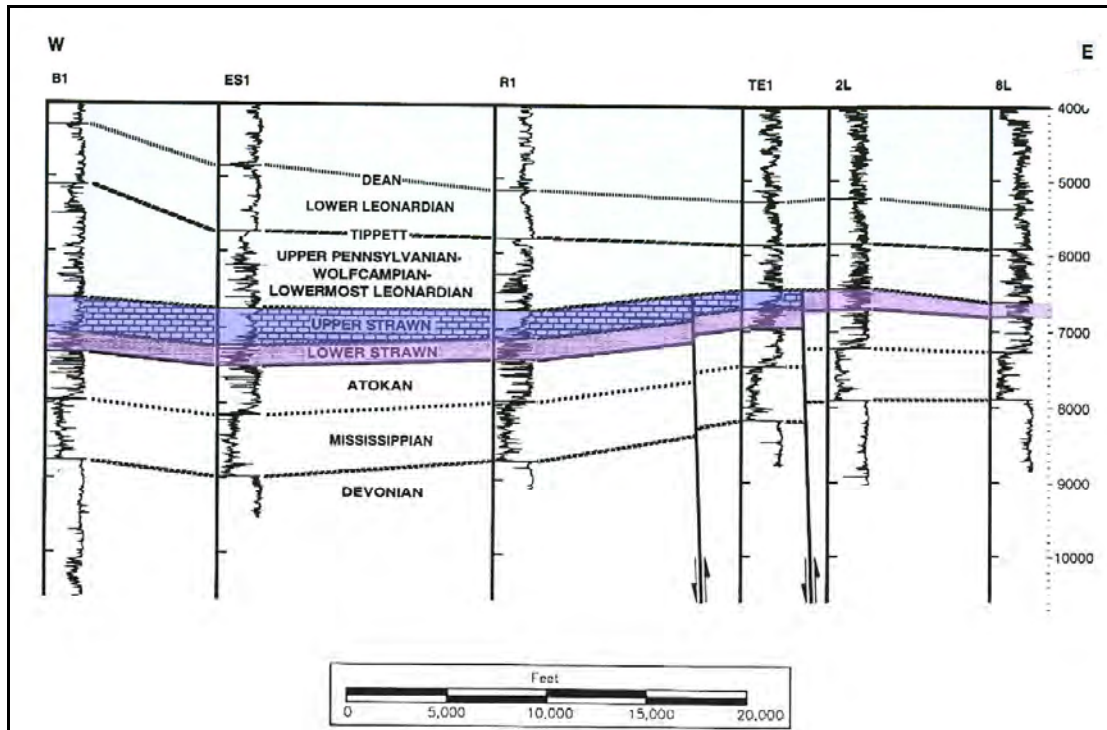 W
E
B1
ES1
R1
TE1
2L
8L
4000
DEAN
5000
LOWER LEONARDIAN
TIPPETT
UPPER PENNSYLVANIAN-
WOLFCAMPIAN-
LOWERMOST LEONARDIAN
6000
UPPER STRAWN
7000
LOWER STRAWN
ATOKAN
8000
MISSISSIPPIAN
DEVONIAN
9000
10000
Feet
0 5,000 10,000 15,000 20,000